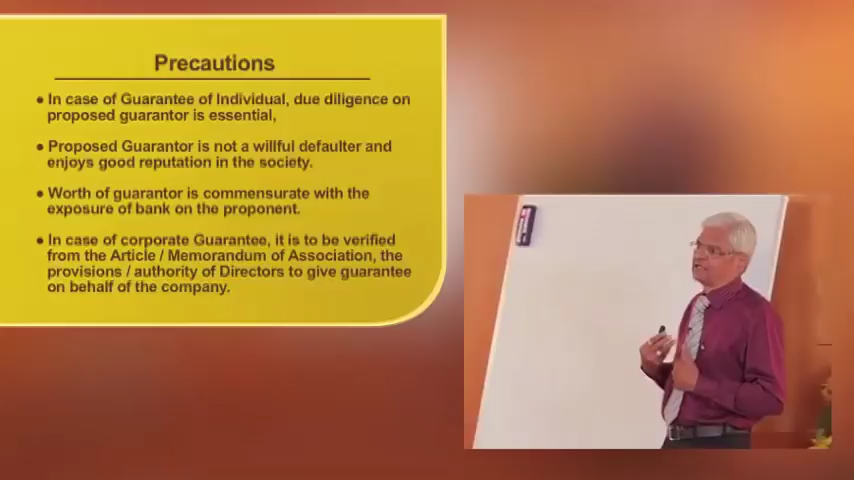 Precautions
● In case of Guarantee of Individual, due diligence on
proposed guarantor is essential,
● Proposed Guarantor is not a willful defaulter and
enjoys good reputation in the society.
● Worth of guarantor is commensurate with the
exposure of bank on the proponent.
● In case of corporate Guarantee, it is to be verified
from the Article / Memorandum of Association, the
provisions / authority of Directors to give guarantee
on behalf of the company.